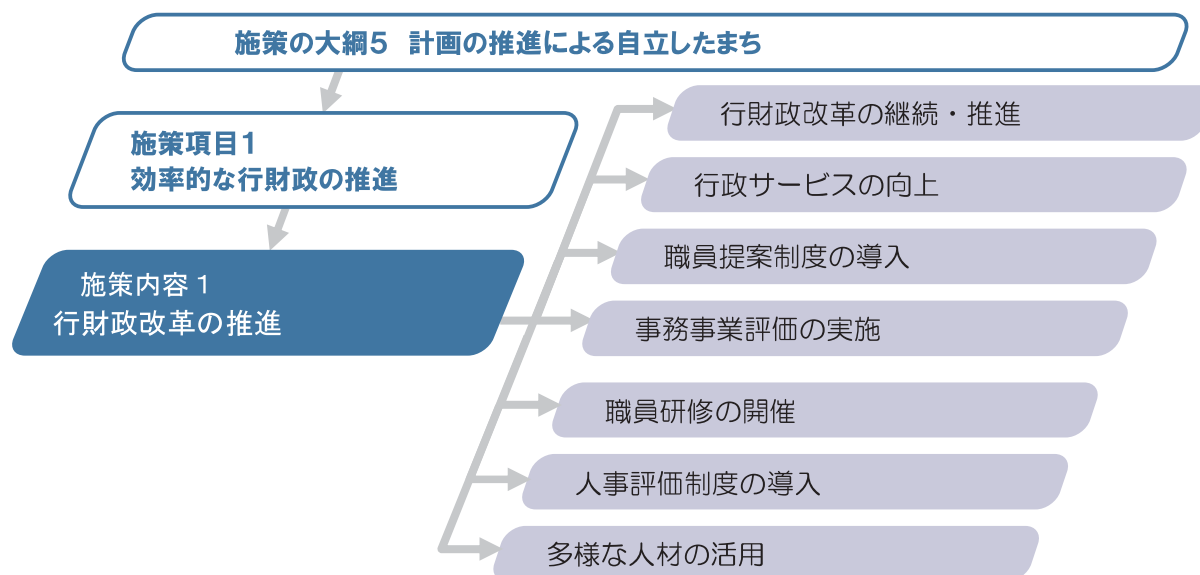 施策の大綱５ 計画の推進による自立したまち
施策項目１
効率的な行財政の推進
施策内容１
行財政改革の推進
行財政改革の継続・推進
行政サービスの向上
職員提案制度の導入
事務事業評価の実施
職員研修の開催
人事評価制度の導入
多様な人材の活用